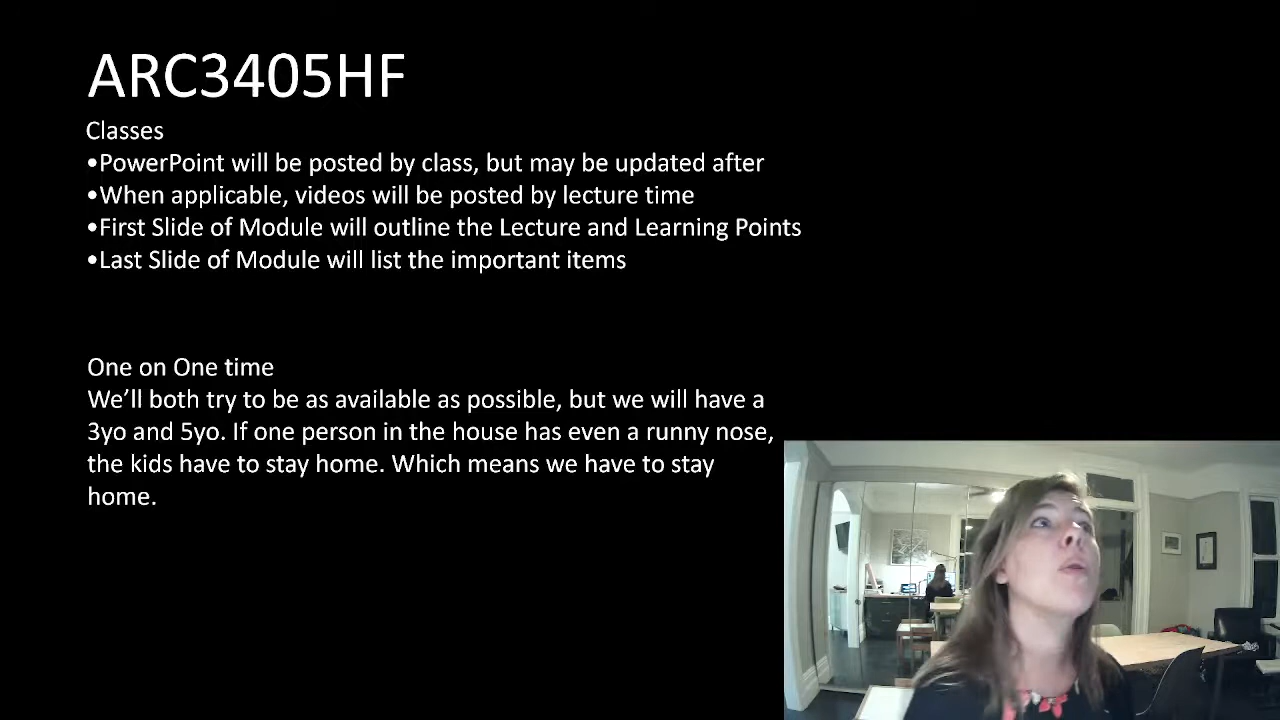 ARC3405HF
Classes
•PowerPoint will be posted by class, but may be updated after
•When applicable, videos will be posted by lecture time
•First Slide of Module will outline the Lecture and Learning Points
•Last Slide of Module will list the important items
One on One time
We’ll both try to be as available as possible, but we will have a
3yo and 5yo. If one person in the house has even a runny nose,
the kids have to stay home. Which means we have to stay
home.